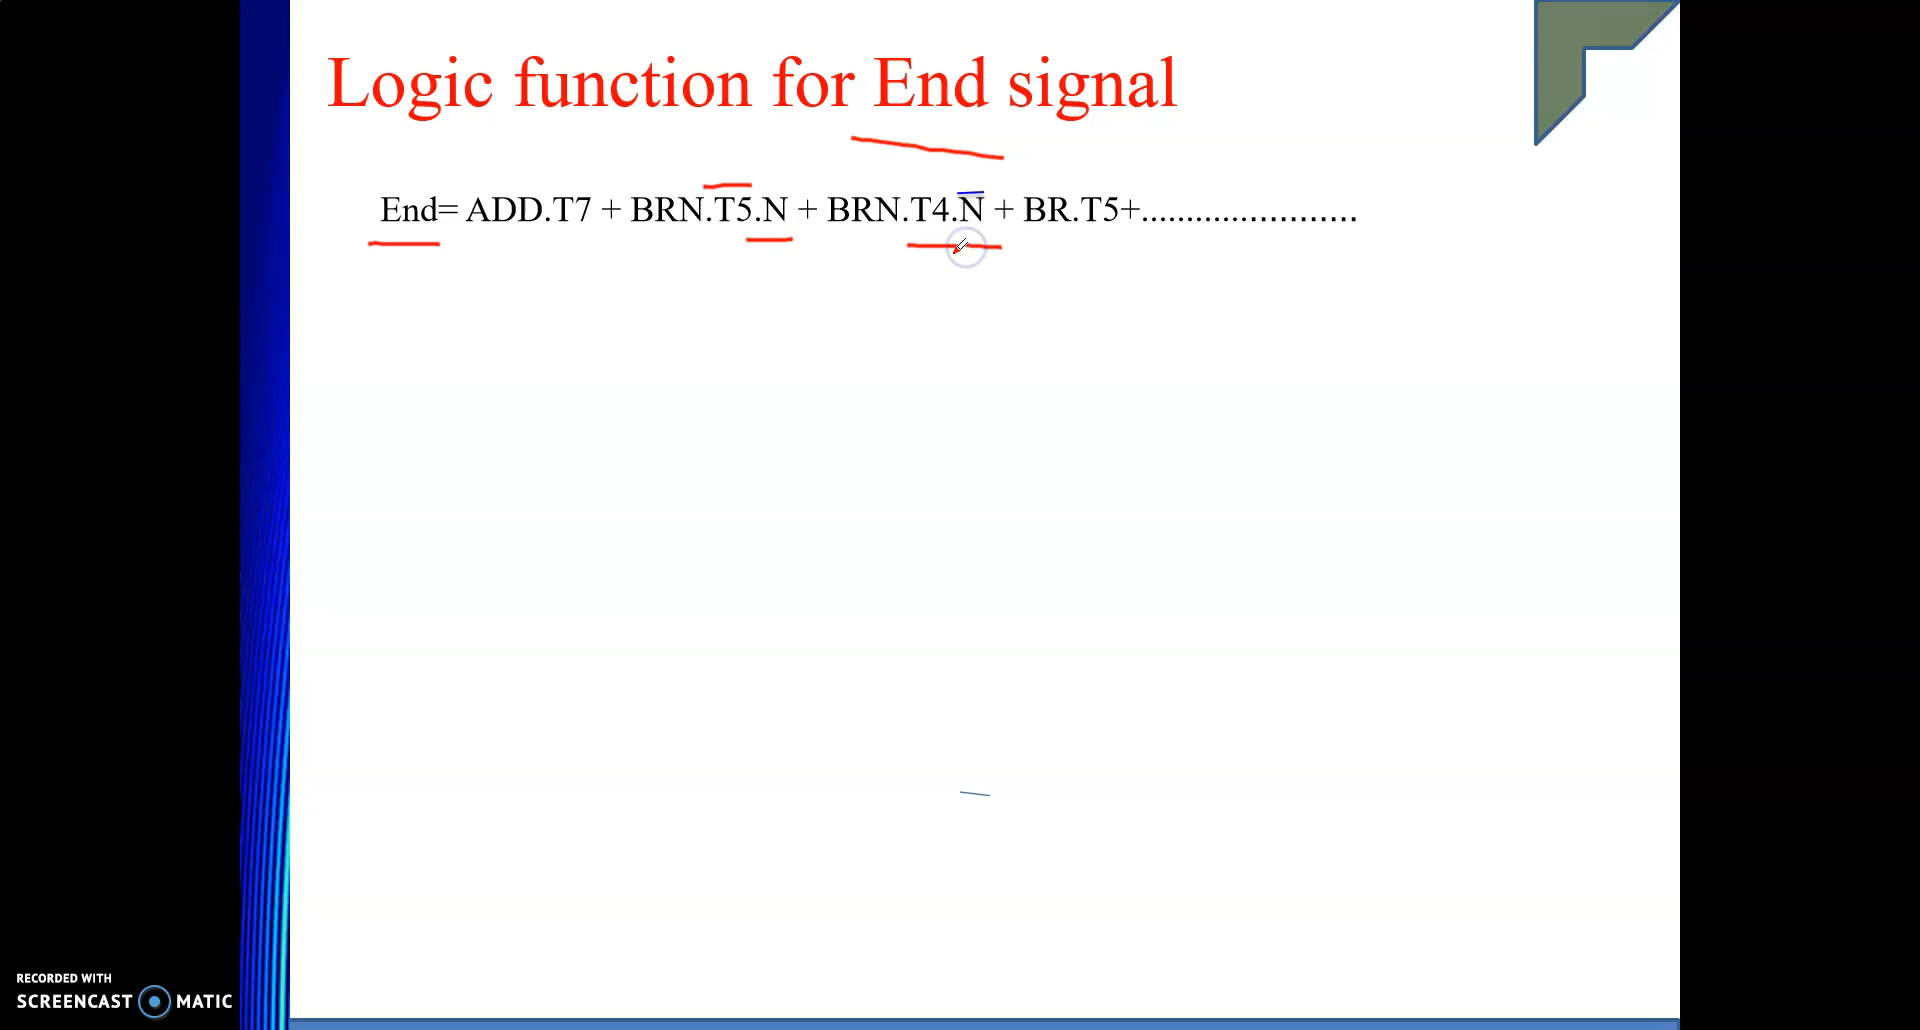 Logic function for End signal
End= ADD.T7 + BRN.T5.N + BRN.T4.N̅ + BR.T5+........................
RECORDED WITH
SCREENCAST MATIC